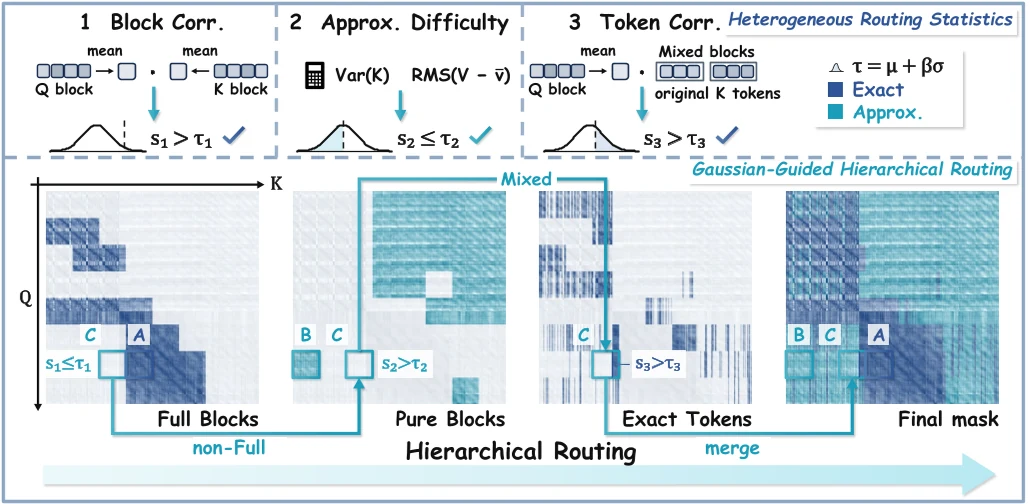 1 Block Corr.
mean
mean
Q block
K block
s₁ > τ₁
2 Approx. Difficulty
Var(K) RMS(V − v̄)
s₂ ≤ τ₂
3 Token Corr.
mean
Mixed blocks
Q block
original K tokens
s₃ > τ₃
Heterogeneous Routing Statistics
τ = μ + βσ
Exact
Approx.
Gaussian-Guided Hierarchical Routing
K
Q
Mixed
C A
s₁≤τ₁
Full Blocks
B C
s₂>τ₂
Pure Blocks
C
s₃>τ₃
Exact Tokens
B C A
Final mask
non-Full
merge
Hierarchical Routing